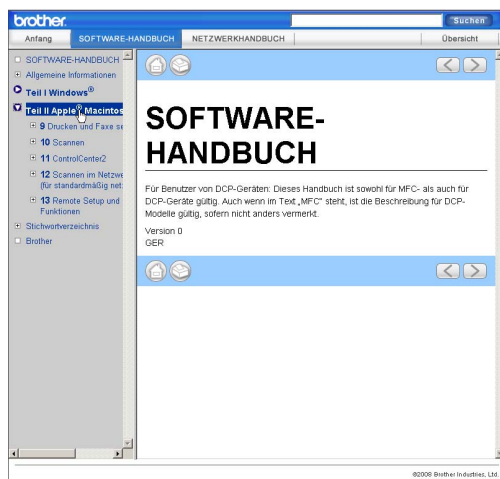 brother.
Suchen
Anfang SOFTWARE-HANDBUCH NETZWERKHANDBUCH Übersicht
SOFTWARE-HANDBUCH
Allgemeine Informationen
Teil I Windows®
Teil II Apple® Macintos
9 Drucken und Faxe se
10 Scannen
11 ControlCenter2
12 Scannen im Netzwe
(für standardmäßig net
13 Remote Setup und
Funktionen
Stichwortverzeichnis
Brother
SOFTWARE-
HANDBUCH
Für Benutzer von DCP-Geräten: Dieses Handbuch ist sowohl für MFC- als auch für
DCP-Geräte gültig. Auch wenn im Text „MFC“ steht, ist die Beschreibung für DCP-
Modelle gültig, sofern nicht anders vermerkt.
Version 0
GER
©2008 Brother Industries, Ltd.